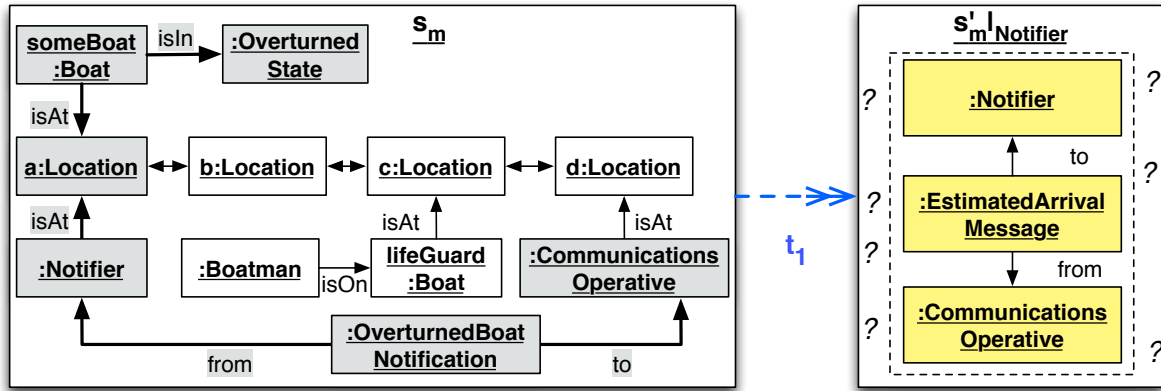 s_m
someBoat
:Boat
isIn
:Overturned
State
isAt
a:Location
b:Location
c:Location
d:Location
isAt
isAt
isAt
:Notifier
:Boatman
isOn
lifeGuard
:Boat
:Communications
Operative
from
:OverturnedBoat
Notification
to
t_1
s'_m|_Notifier
?
?
:Notifier
to
?
?
:EstimatedArrival
Message
?
from
?
:Communications
Operative
?